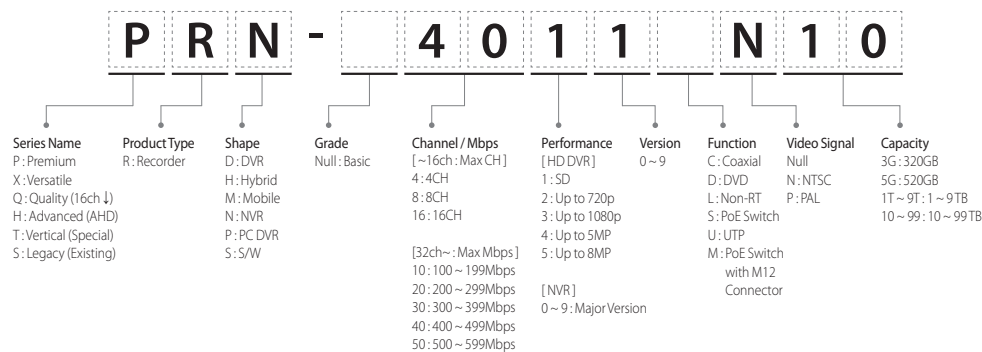 PRN-4011N10
Series Name
P : Premium
X : Versatile
Q : Quality (16ch ↓)
H : Advanced (AHD)
T : Vertical (Special)
S : Legacy (Existing)
Product Type
R : Recorder
Shape
D : DVR
H : Hybrid
M : Mobile
N : NVR
P : PC DVR
S : S/W
Grade
Null : Basic
Channel / Mbps
[ ~16ch : Max CH ]
4 : 4CH
8 : 8CH
16 : 16CH
[32ch~ : Max Mbps ]
10 : 100 ~ 199Mbps
20 : 200 ~ 299Mbps
30 : 300 ~ 399Mbps
40 : 400 ~ 499Mbps
50 : 500 ~ 599Mbps
Performance
[ HD DVR ]
1 : SD
2 : Up to 720p
3 : Up to 1080p
4 : Up to 5MP
5 : Up to 8MP
[ NVR ]
0 ~ 9 : Major Version
Version
0 ~ 9
Function
C : Coaxial
D : DVD
L : Non-RT
S : PoE Switch
U : UTP
M : PoE Switch
with M12
Connector
Video Signal
Null
N : NTSC
P : PAL
Capacity
3G : 320GB
5G : 520GB
1T ~ 9T : 1 ~ 9TB
10 ~ 99 : 10 ~ 99TB